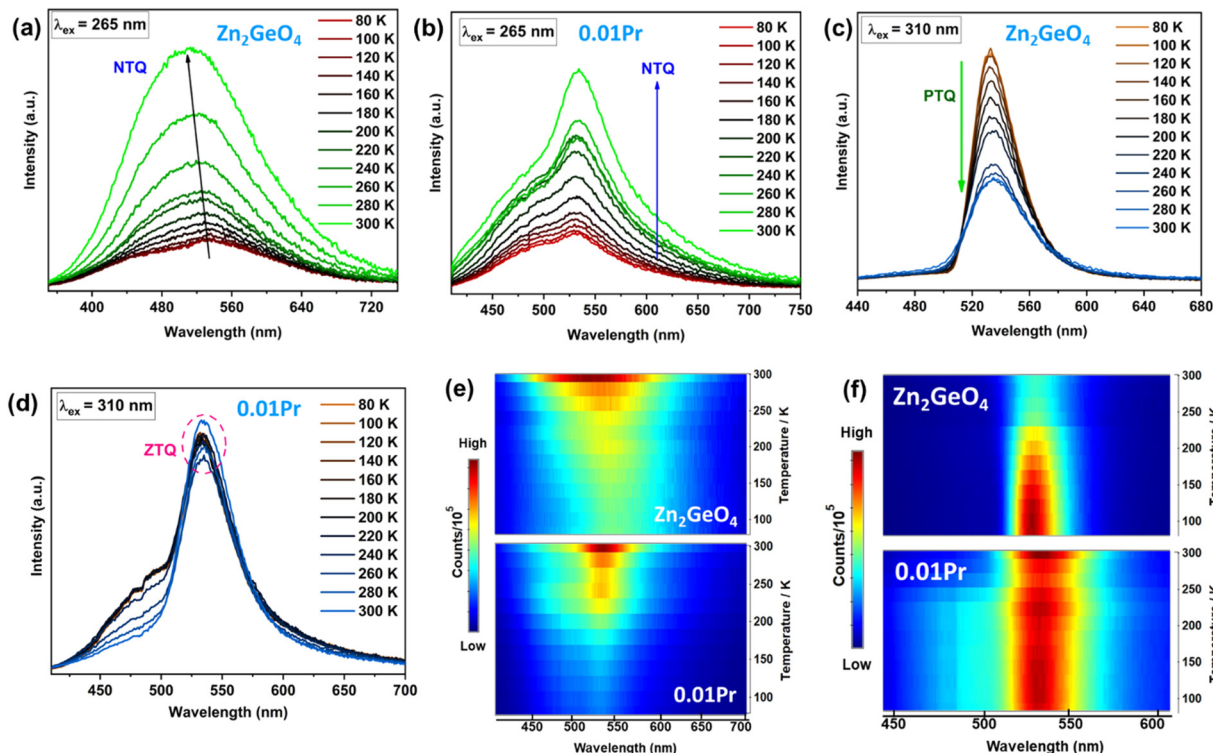 (a)
λex = 265 nm
Zn2GeO4
NTQ
80 K
100 K
120 K
140 K
160 K
180 K
200 K
220 K
240 K
260 K
280 K
300 K
Intensity (a.u.)
400
500
600
700
Wavelength (nm)
(b)
λex = 265 nm
0.01Pr
NTQ
80 K
100 K
120 K
140 K
160 K
180 K
200 K
220 K
240 K
260 K
280 K
300 K
Intensity (a.u.)
450
500
550
600
650
700
750
Wavelength (nm)
(c)
λex = 310 nm
Zn2GeO4
PTQ
80 K
100 K
120 K
140 K
160 K
180 K
200 K
220 K
240 K
260 K
280 K
300 K
Intensity (a.u.)
440
480
520
560
600
640
680
Wavelength (nm)
(d)
λex = 310 nm
0.01Pr
ZTQ
80 K
100 K
120 K
140 K
160 K
180 K
200 K
220 K
240 K
260 K
280 K
300 K
Intensity (a.u.)
450
500
550
600
650
700
Wavelength (nm)
(e)
High
Low
Counts/10^5
Zn2GeO4
300
250
200
150
100
Temperature / K
0.01Pr
300
250
200
150
100
450
500
550
600
650
700
Wavelength (nm)
(f)
High
Low
Counts/10^5
Zn2GeO4
300
250
200
150
100
Temperature / K
0.01Pr
300
250
200
150
100
Temperature / K
450
500
550
600
Wavelength (nm)